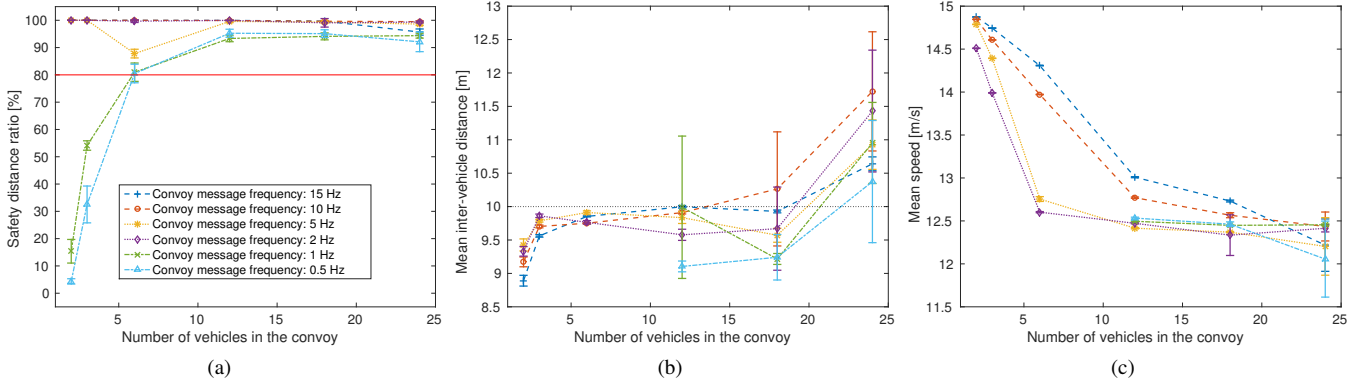 100
90
80
70
60
50
40
30
20
10
0
Safety distance ratio [%]
Convoy message frequency: 15 Hz
Convoy message frequency: 10 Hz
Convoy message frequency: 5 Hz
Convoy message frequency: 2 Hz
Convoy message frequency: 1 Hz
Convoy message frequency: 0.5 Hz
5 10 15 20 25
Number of vehicles in the convoy
(a)
13
12.5
12
11.5
11
10.5
10
9.5
9
8.5
Mean inter-vehicle distance [m]
5 10 15 20 25
Number of vehicles in the convoy
(b)
15
14.5
14
13.5
13
12.5
12
11.5
Mean speed [m/s]
5 10 15 20 25
Number of vehicles in the convoy
(c)